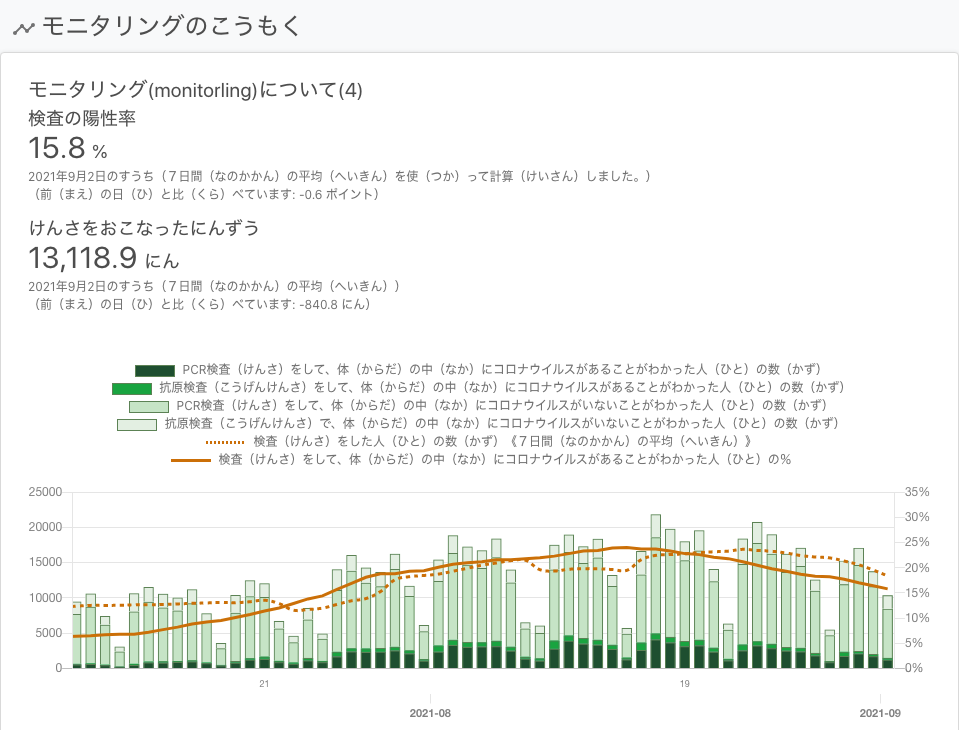 モニタリングのこうもく
モニタリング(monitorling)について(4)
検査の陽性率
15.8 %
2021年9月2日のすうち（７日間（なのかかん）の平均（へいきん）を使（つか）って計算（けいさん）しました。）
（前（まえ）の日（ひ）と比（くら）べています: -0.6 ポイント）
けんさをおこなったにんずう
13,118.9 にん
2021年9月2日のすうち（７日間（なのかかん）の平均（へいきん））
（前（まえ）の日（ひ）と比（くら）べています: -840.8 にん）
PCR検査（けんさ）をして、体（からだ）の中（なか）にコロナウイルスがあることがわかった人（ひと）の数（かず）
抗原検査（こうげんけんさ）をして、体（からだ）の中（なか）にコロナウイルスがあることがわかった人（ひと）の数（かず）
PCR検査（けんさ）をして、体（からだ）の中（なか）にコロナウイルスがいないことがわかった人（ひと）の数（かず）
抗原検査（こうげんけんさ）で、体（からだ）の中（なか）にコロナウイルスがいないことがわかった人（ひと）の数（かず）
検査（けんさ）をした人（ひと）の数（かず）《７日間（なのかかん）の平均（へいきん）》
検査（けんさ）をして、体（からだ）の中（なか）にコロナウイルスがあることがわかった人（ひと）の%
25000 35%
30%
20000
25%
15000 20%
15%
10000
10%
5000
5%
0 0%
21 19
2021-08 2021-09